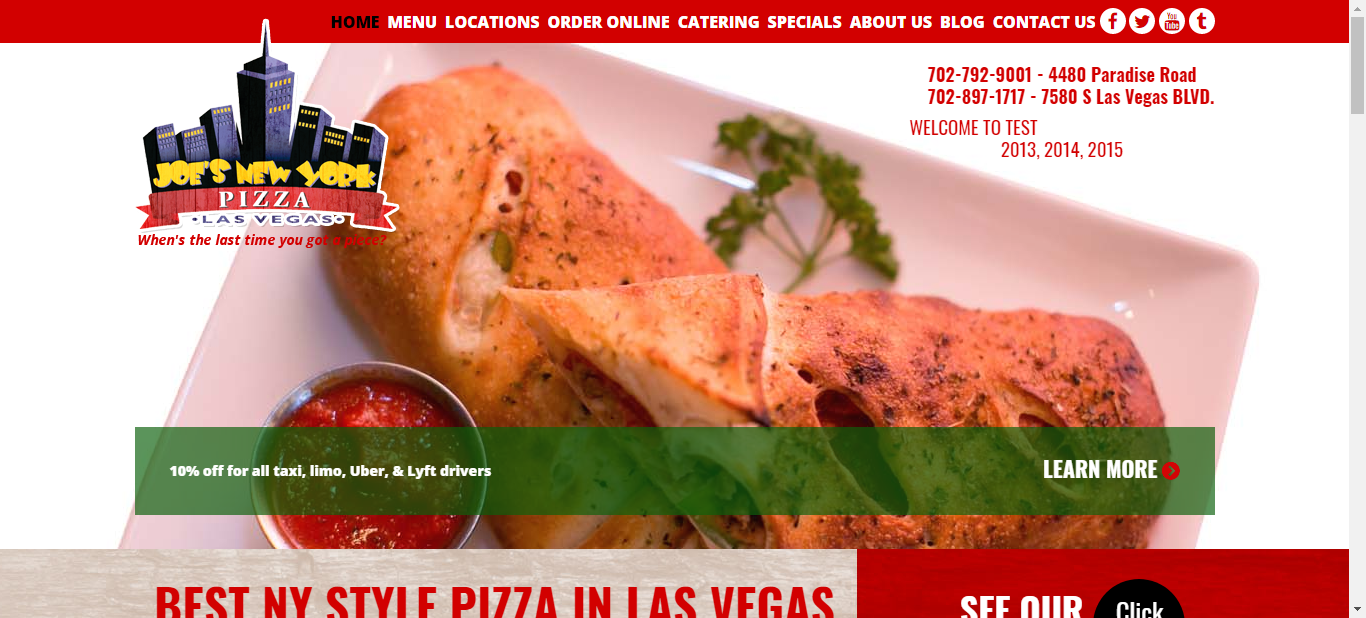 HOME MENU LOCATIONS ORDER ONLINE CATERING SPECIALS ABOUT US BLOG CONTACT US f You Tube t
702-792-9001 - 4480 Paradise Road
702-897-1717 - 7580 S Las Vegas BLVD.
WELCOME TO TEST
2013, 2014, 2015
JOE'S NEW YORK
PIZZA
•LAS VEGAS•
When's the last time you got a piece?
10% off for all taxi, limo, Uber, & Lyft drivers
LEARN MORE
BEST NY STYLE PIZZA IN LAS VEGAS
SEE OUR
Click